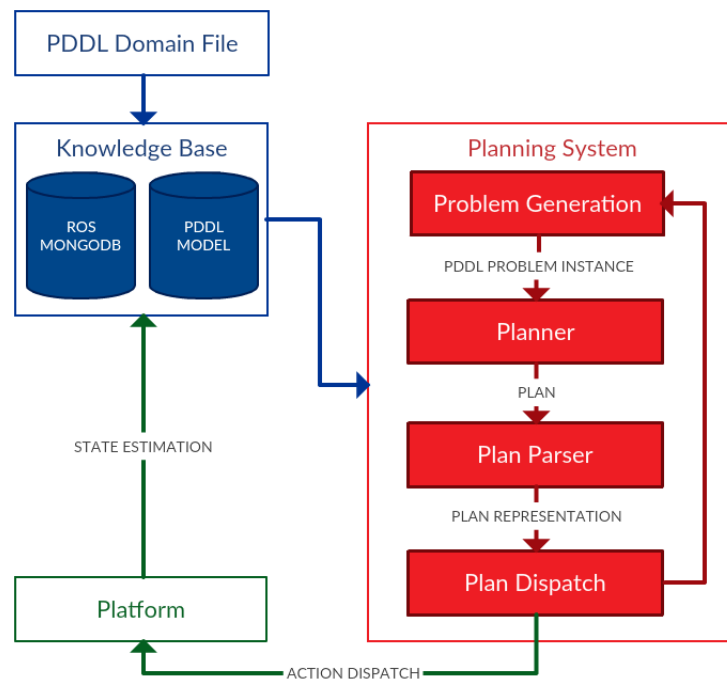 PDDL Domain File
Knowledge Base
ROS
MONGODB
PDDL
MODEL
Planning System
Problem Generation
PDDL PROBLEM INSTANCE
Planner
PLAN
Plan Parser
PLAN REPRESENTATION
Plan Dispatch
STATE ESTIMATION
Platform
ACTION DISPATCH